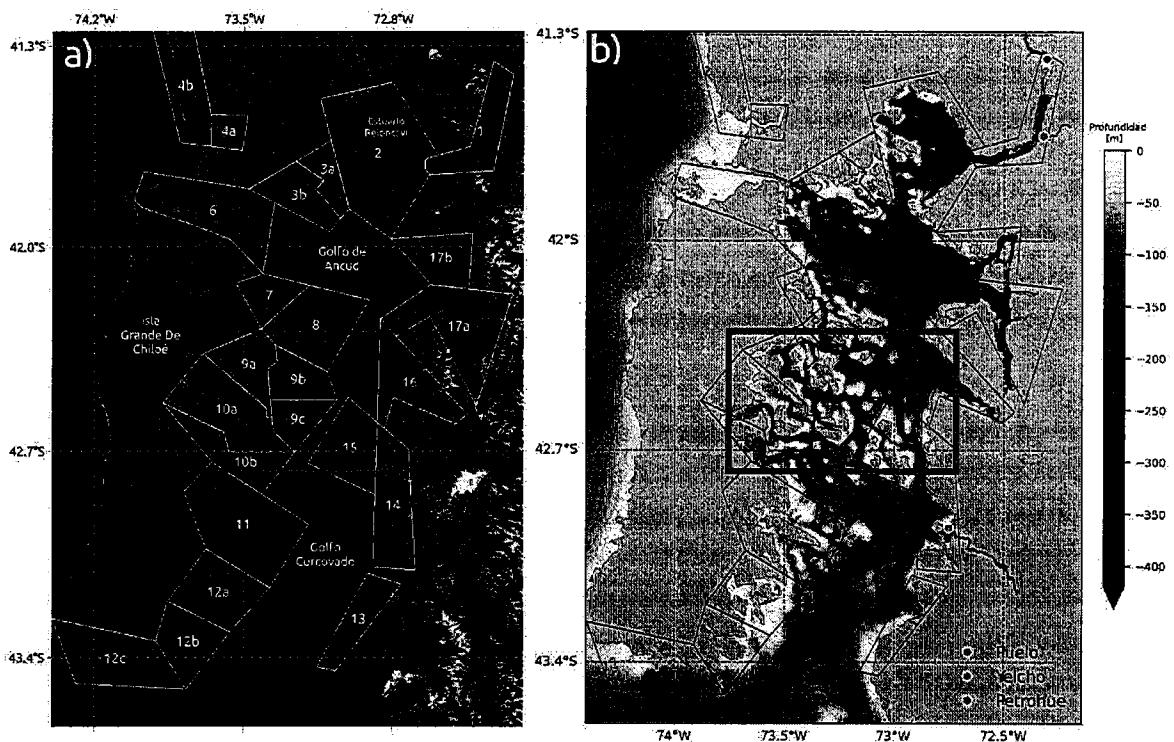 74.2°W 73.5°W 72.8°W
41.3°S
a)
4b
4a
1
Estuario
Reloncaví
2
3a
3b
6
42.0°S
Golfo de
Ancud
17b
7
8
17a
Isla
Grande De
Chiloé
9a
9b
16
10a
9c
15
42.7°S
10b
14
11
Golfo
Corcovado
12a
13
12b
43.4°S
12c
41.3°S
b)
Profundidad
[m]
0
−50
−100
42°S
−150
−200
−250
42.7°S
−300
−350
−400
43.4°S
Puelo
Yelcho
Petrohué
74°W 73.5°W 73°W 72.5°W